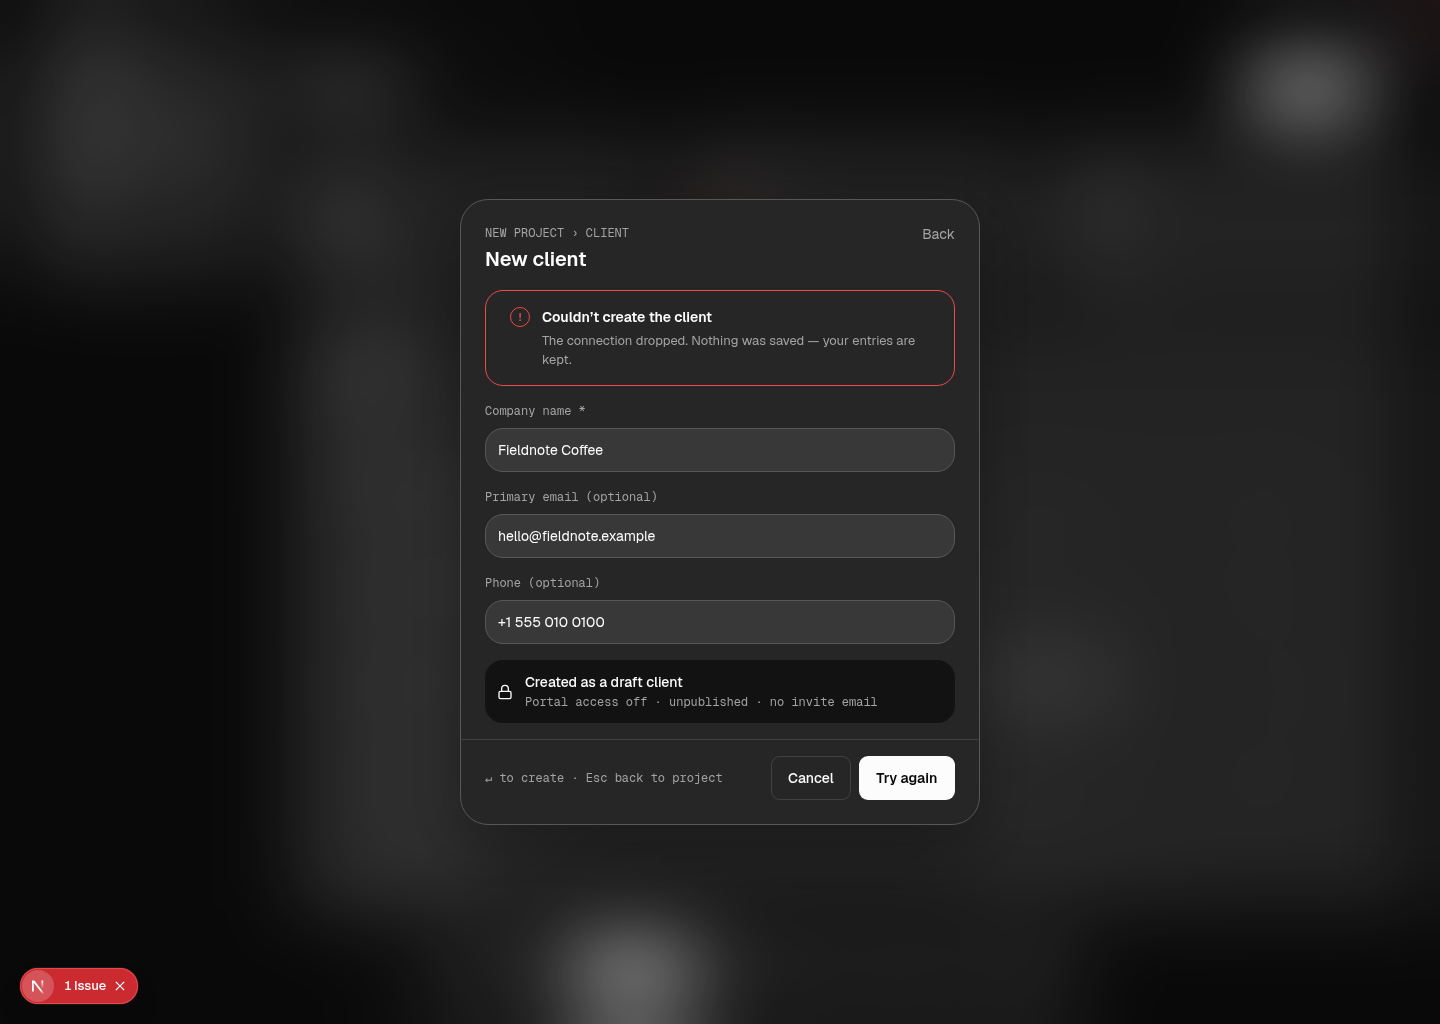 NEW PROJECT › CLIENT
Back
New client
!
Couldn’t create the client
The connection dropped. Nothing was saved — your entries are
kept.
Company name *
Fieldnote Coffee
Primary email (optional)
hello@fieldnote.example
Phone (optional)
+1 555 010 0100
Created as a draft client
Portal access off · unpublished · no invite email
↵ to create · Esc back to project
Cancel
Try again
N
1 Issue